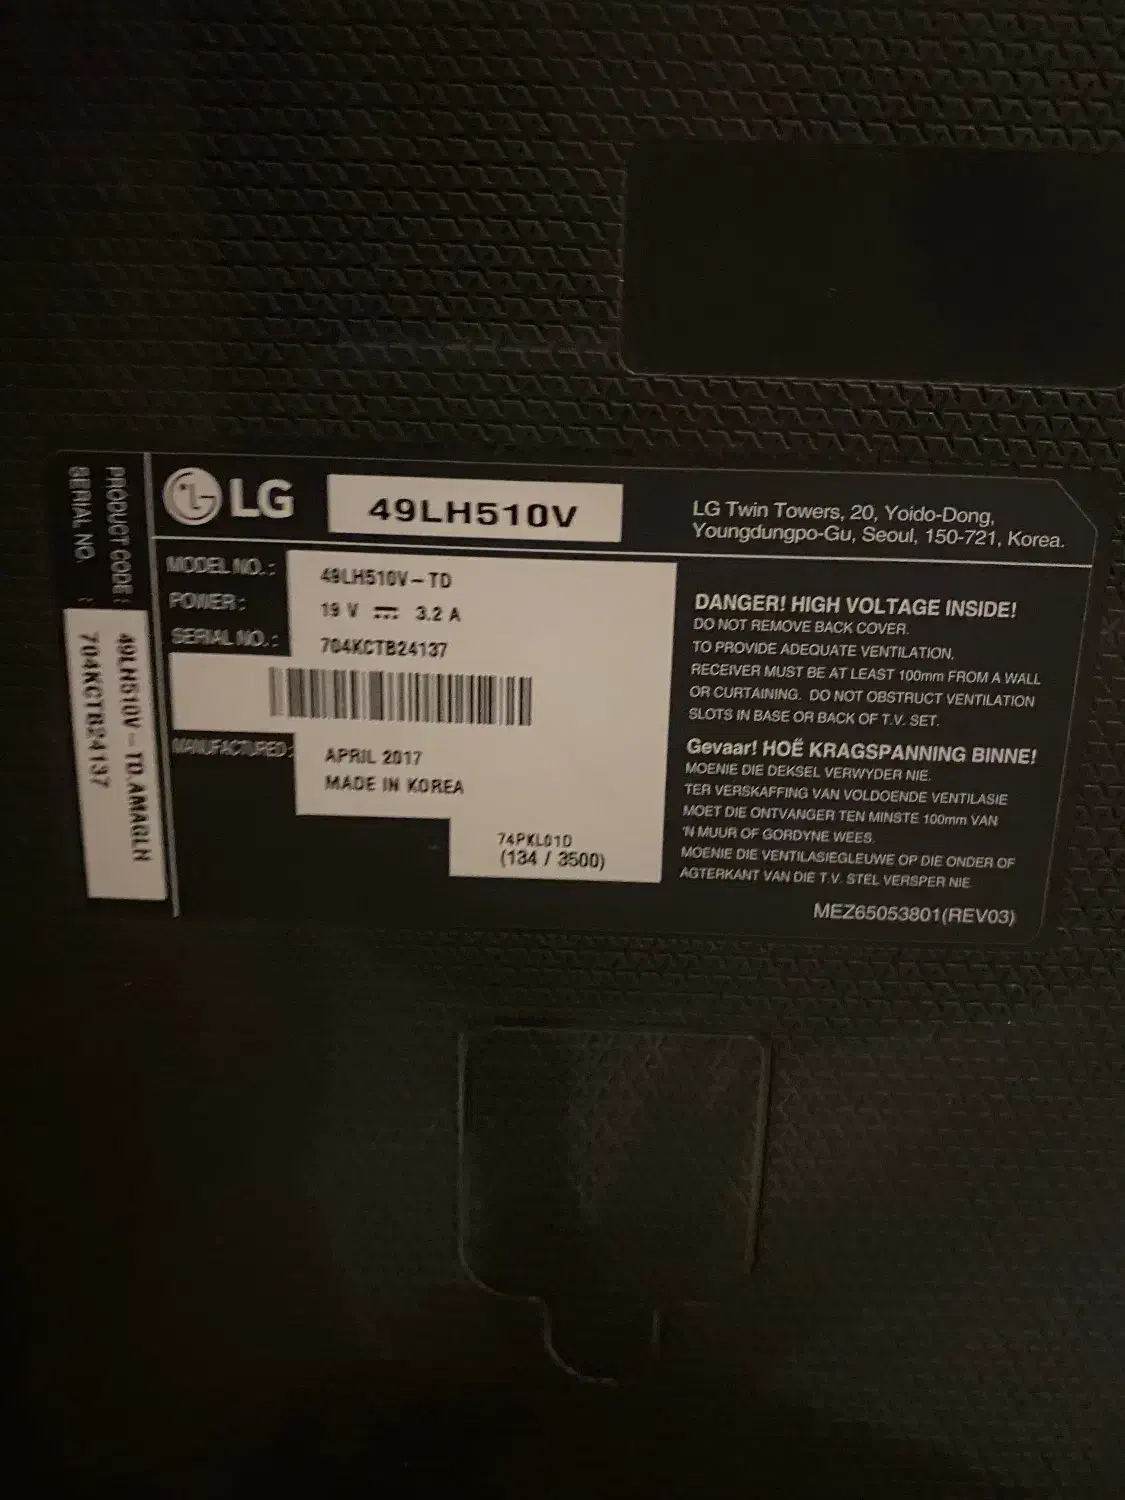 LG
49LH510V
LG Twin Towers, 20, Yoido-Dong,
Youngdungpo-Gu, Seoul, 150-721, Korea.
MODEL NO. :
49LH510V-TD
POWER :
19 V ⎓ 3.2 A
SERIAL NO. :
704KCTB24137
MANUFACTURED :
APRIL 2017
MADE IN KOREA
74PKL01D
(134 / 3500)
DANGER! HIGH VOLTAGE INSIDE!
DO NOT REMOVE BACK COVER.
TO PROVIDE ADEQUATE VENTILATION,
RECEIVER MUST BE AT LEAST 100mm FROM A WALL
OR CURTAINING. DO NOT OBSTRUCT VENTILATION
SLOTS IN BASE OR BACK OF T.V. SET.
Gevaar! HOË KRAGSPANNING BINNE!
MOENIE DIE DEKSEL VERWYDER NIE.
TER VERSKAFFING VAN VOLDOENDE VENTILASIE
MOET DIE ONTVANGER TEN MINSTE 100mm VAN
'N MUUR OF GORDYNE WEES.
MOENIE DIE VENTILASIEGLEUWE OP DIE ONDER OF
AGTERKANT VAN DIE T.V. STEL VERSPER NIE.
MEZ65053801(REV03)
PRODUCT CODE : 49LH510V-TD.AMAGLH
SERIAL NO. : 704KCTB24137